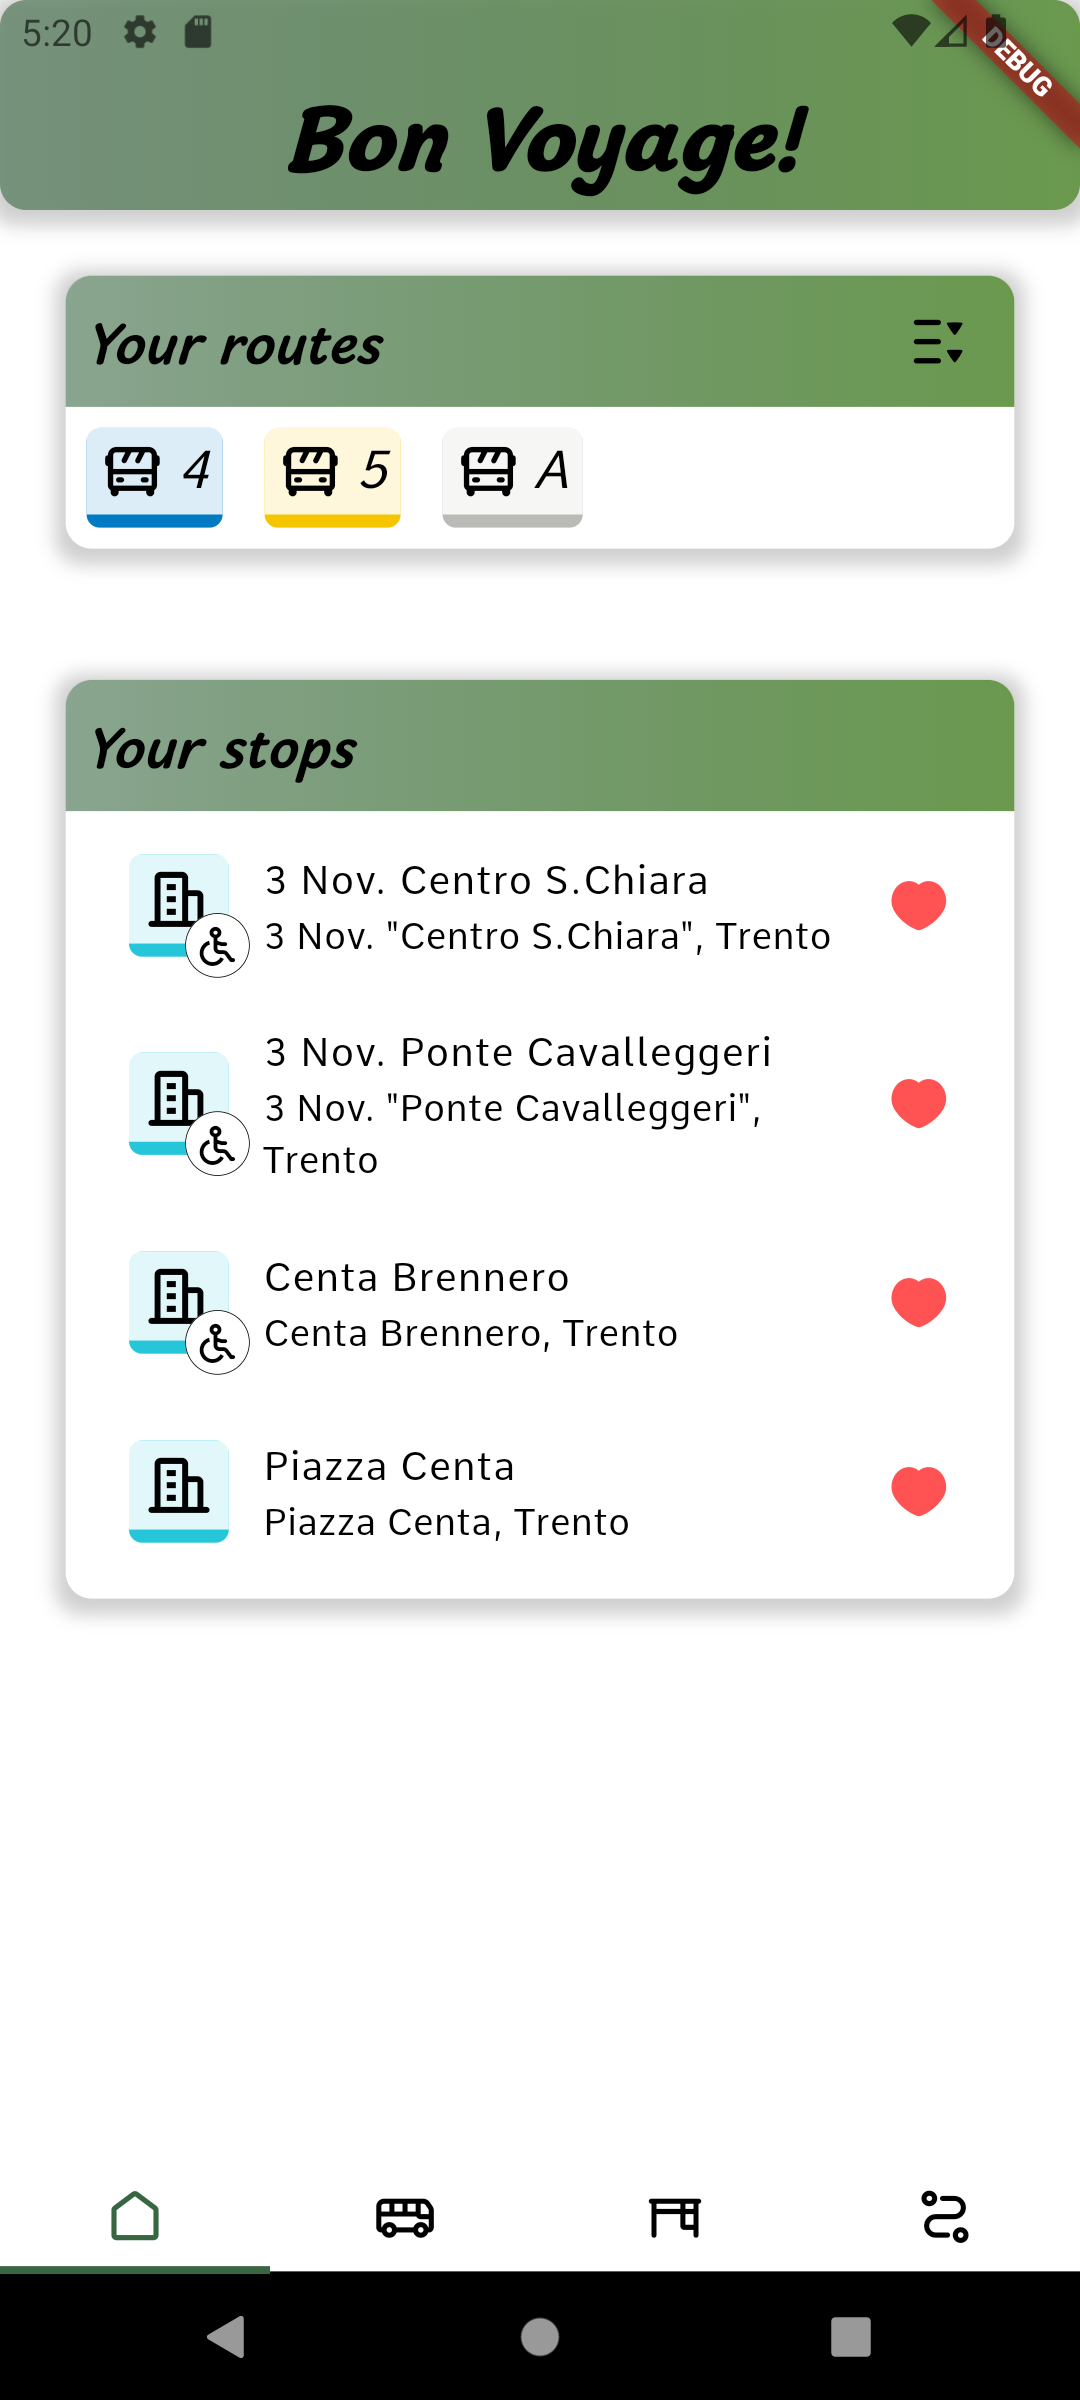 5:20
DEBUG
Bon Voyage!
Your routes
4
5
A
Your stops
3 Nov. Centro S.Chiara
3 Nov. "Centro S.Chiara", Trento
3 Nov. Ponte Cavalleggeri
3 Nov. "Ponte Cavalleggeri",
Trento
Centa Brennero
Centa Brennero, Trento
Piazza Centa
Piazza Centa, Trento